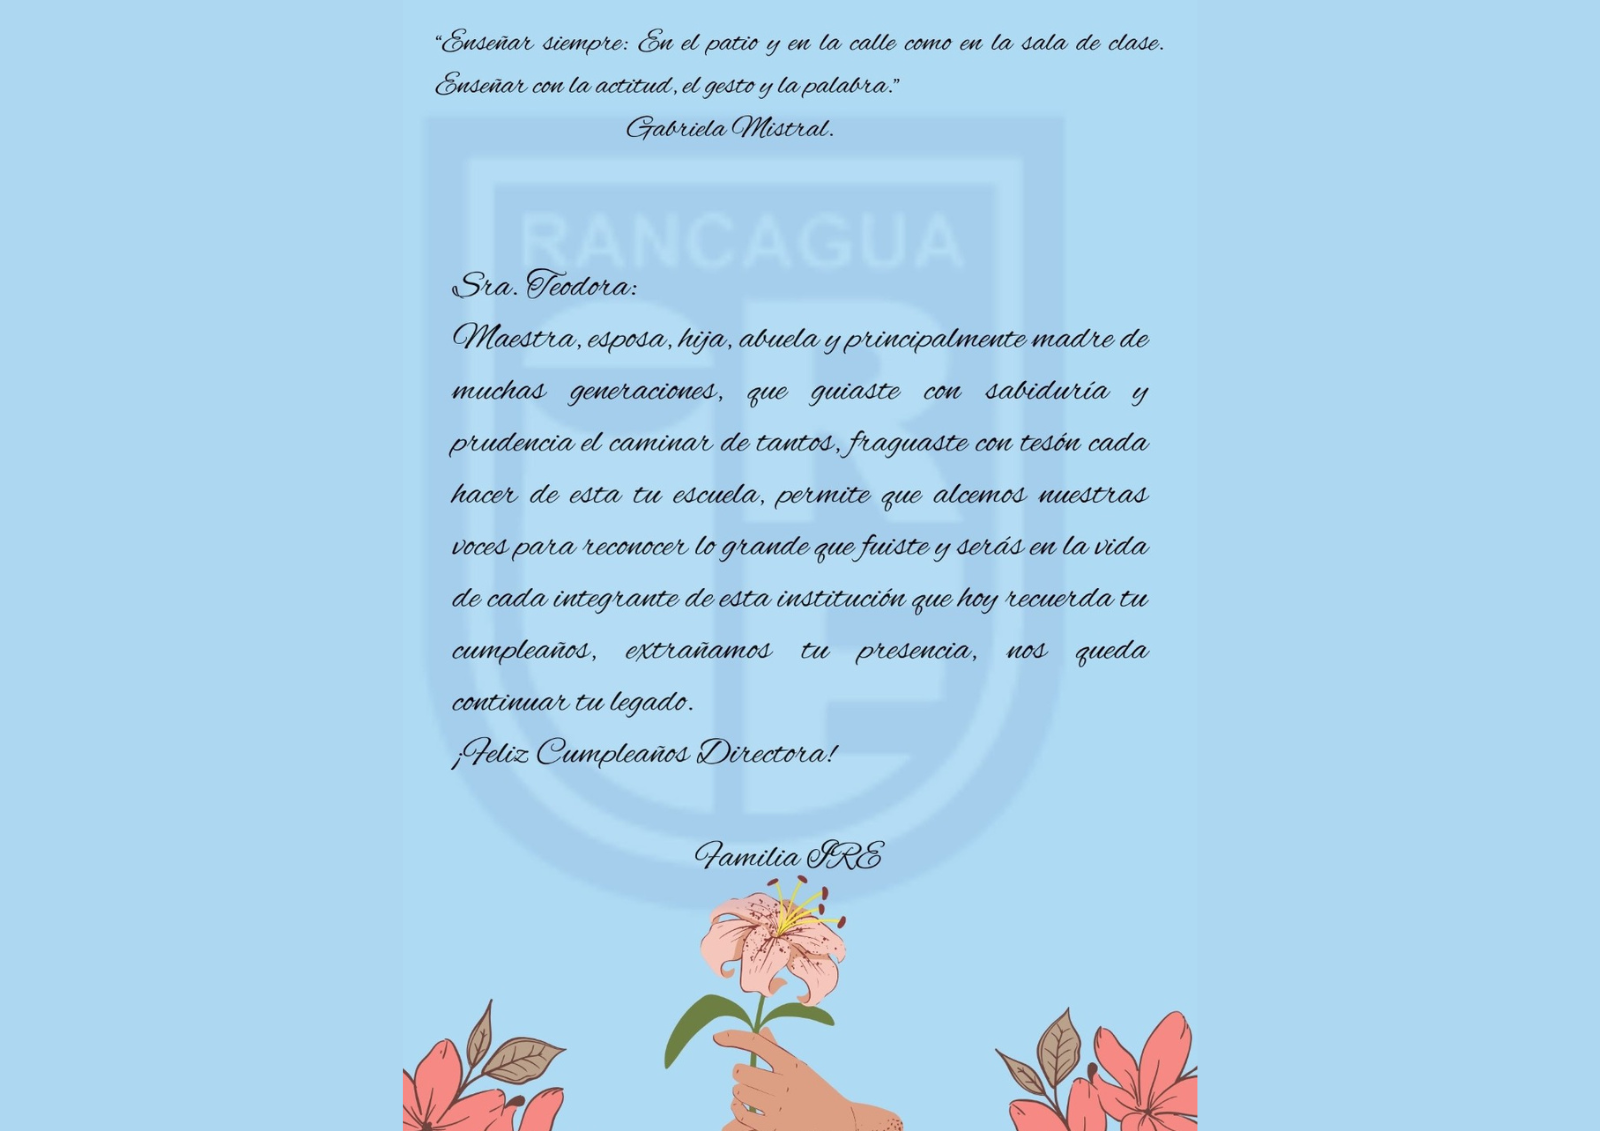 “Enseñar siempre: En el patio y en la calle como en la sala de clase.
Enseñar con la actitud, el gesto y la palabra.”
Gabriela Mistral.
RANCAGUA
Sra. Teodora:
Maestra, esposa, hija, abuela y principalmente madre de
muchas generaciones, que guiaste con sabiduría y
prudencia el caminar de tantos, fraguaste con tesón cada
hacer de esta tu escuela, permite que alcemos nuestras
voces para reconocer lo grande que fuiste y serás en la vida
de cada integrante de esta institución que hoy recuerda tu
cumpleaños, extrañamos tu presencia, nos queda
continuar tu legado.
¡Feliz Cumpleaños Directora!
Familia IRE